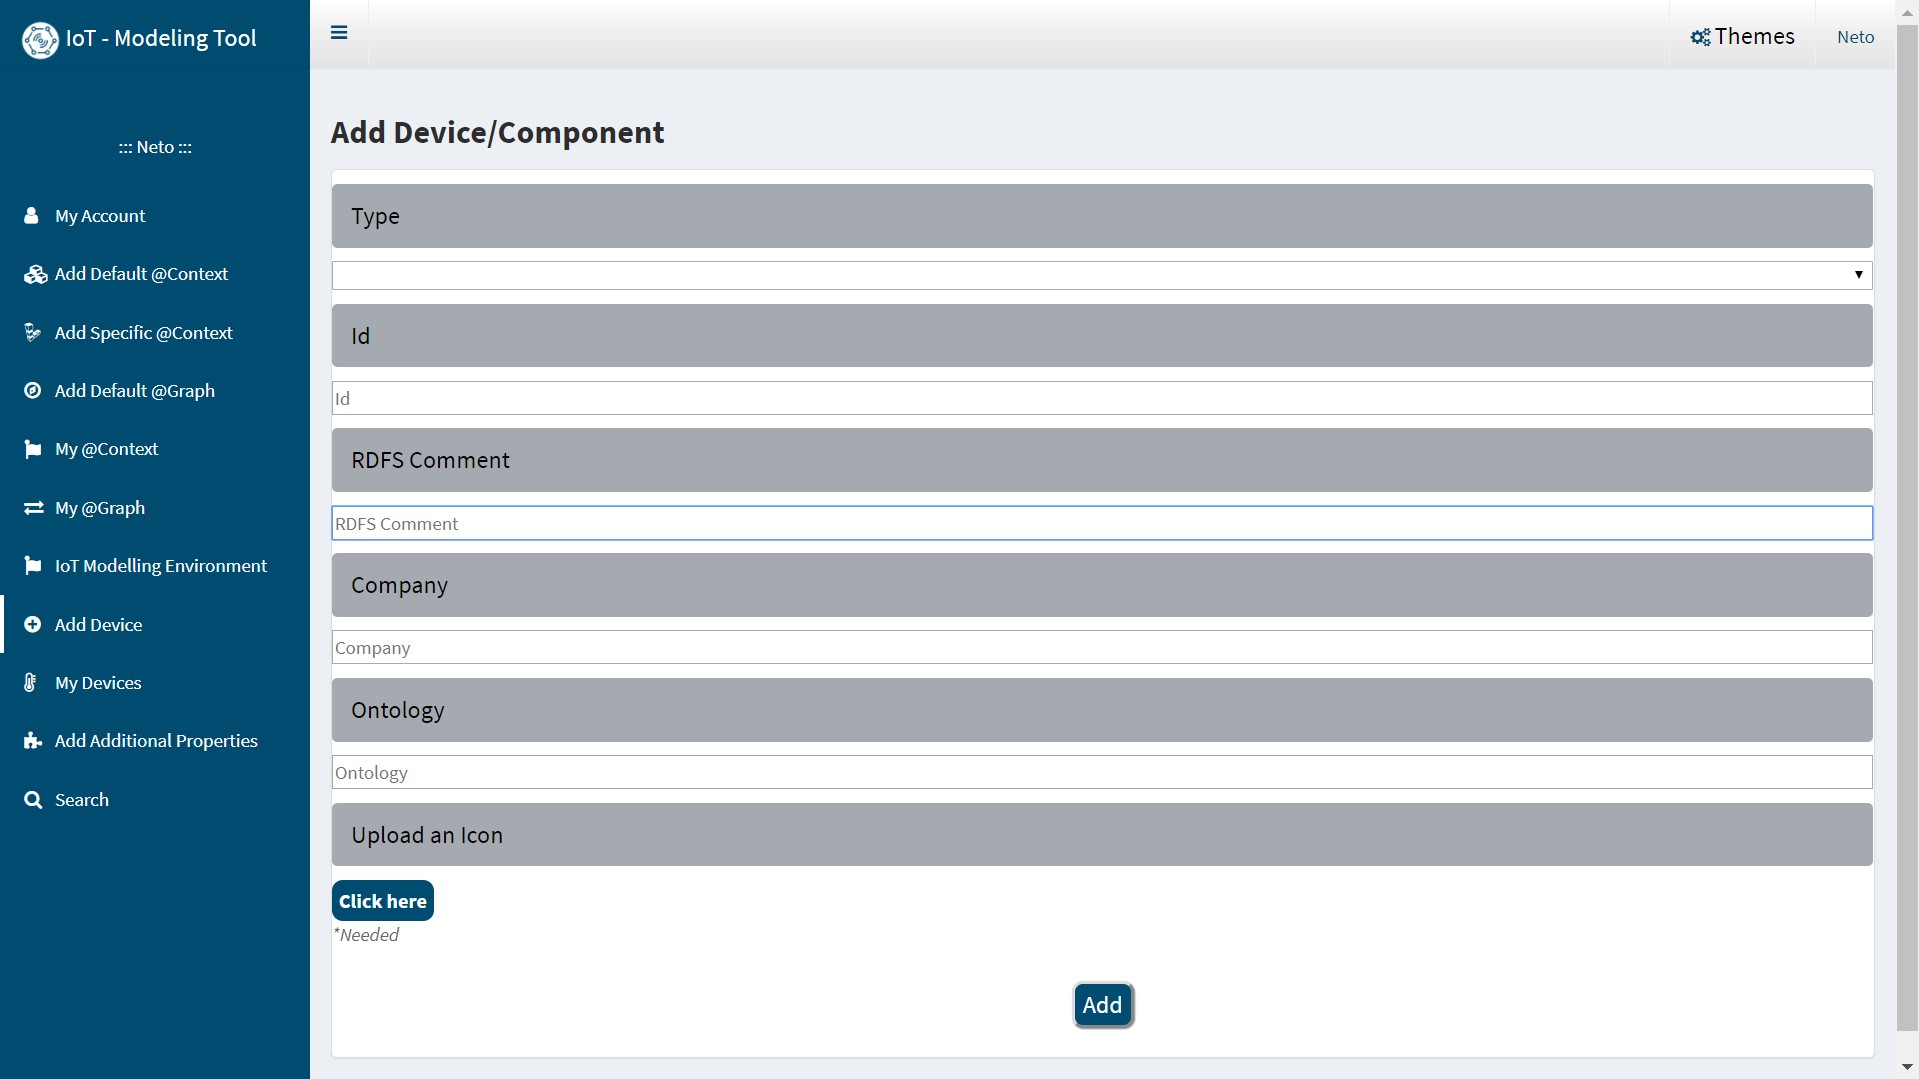 IoT - Modeling Tool
Themes
Neto
::: Neto :::
My Account
Add Default @Context
Add Specific @Context
Add Default @Graph
My @Context
My @Graph
IoT Modelling Environment
Add Device
My Devices
Add Additional Properties
Search
Add Device/Component
Type
Id
Id
RDFS Comment
RDFS Comment
Company
Company
Ontology
Ontology
Upload an Icon
Click here
*Needed
Add